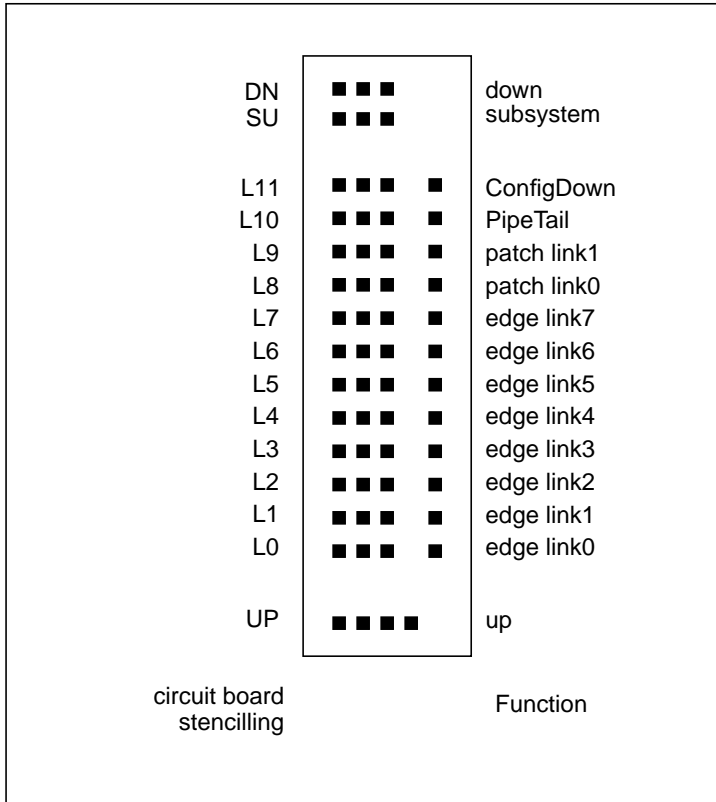 DN down
SU subsystem
L11 ConfigDown
L10 PipeTail
L9 patch link1
L8 patch link0
L7 edge link7
L6 edge link6
L5 edge link5
L4 edge link4
L3 edge link3
L2 edge link2
L1 edge link1
L0 edge link0
UP up
circuit board
stencilling
Function